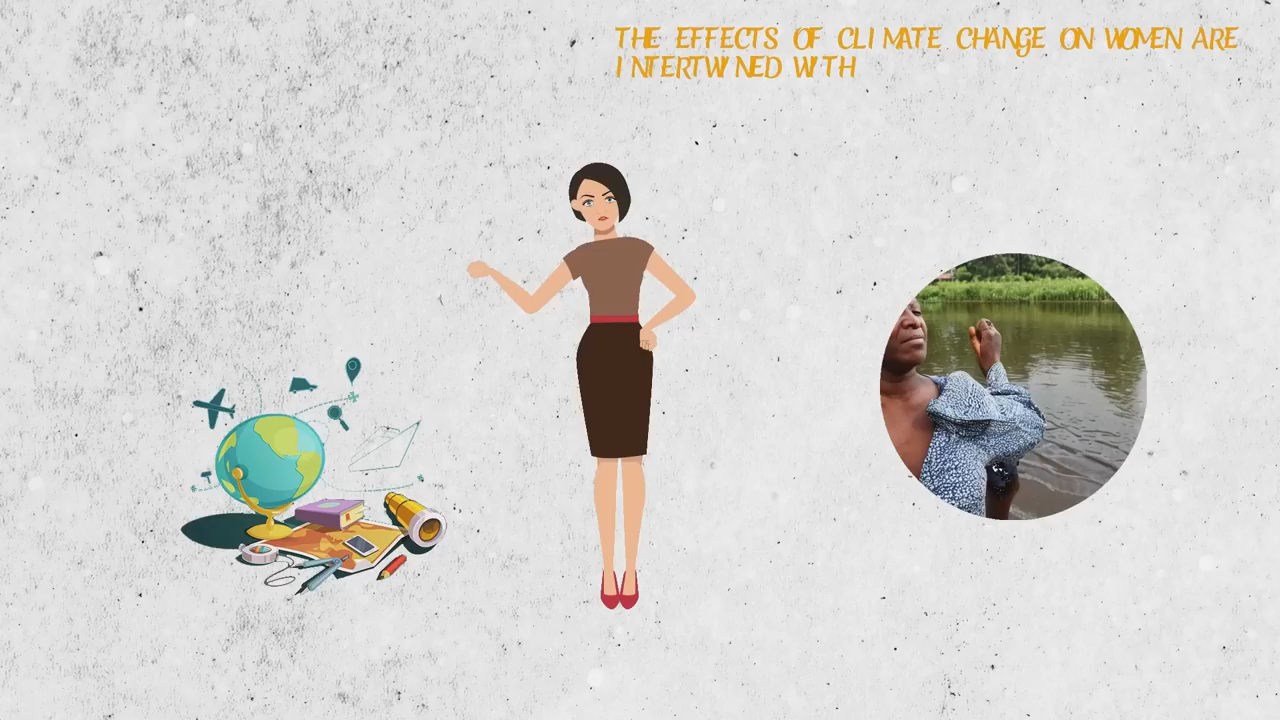 THE EFFECTS OF CLIMATE CHANGE ON WOMEN ARE
INTERTWINED WITH